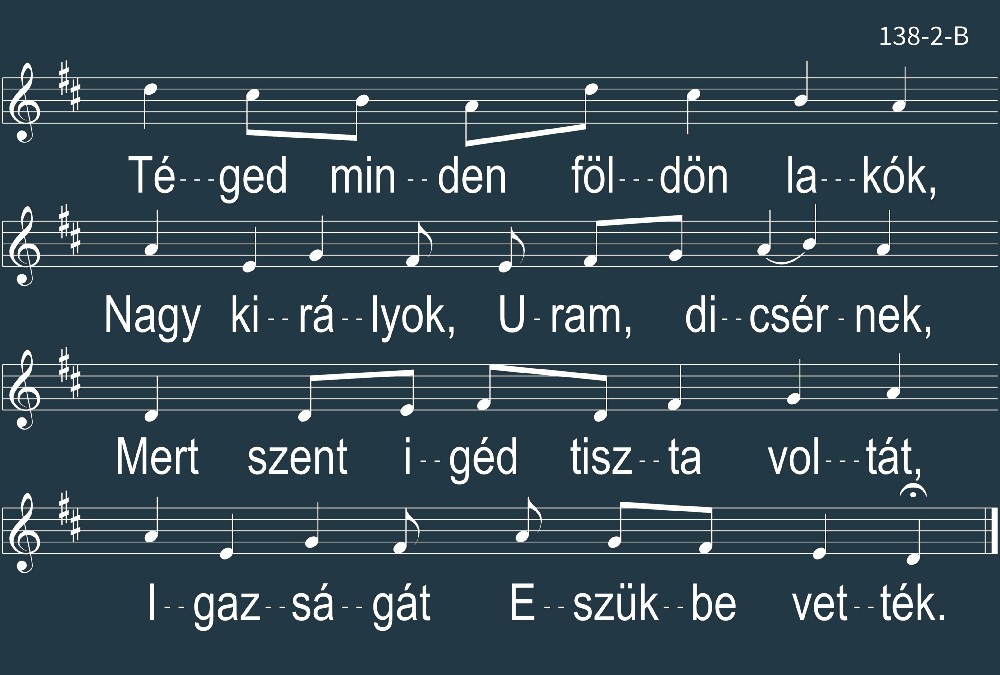 138-2-B
Té---ged min--den föl---dön la---kók,
Nagy ki--rá--lyok, U-ram, di--csér-nek,
Mert szent i--géd tisz--ta vol---tát,
I--gaz--sá--gát E--szük--be vet--ték.